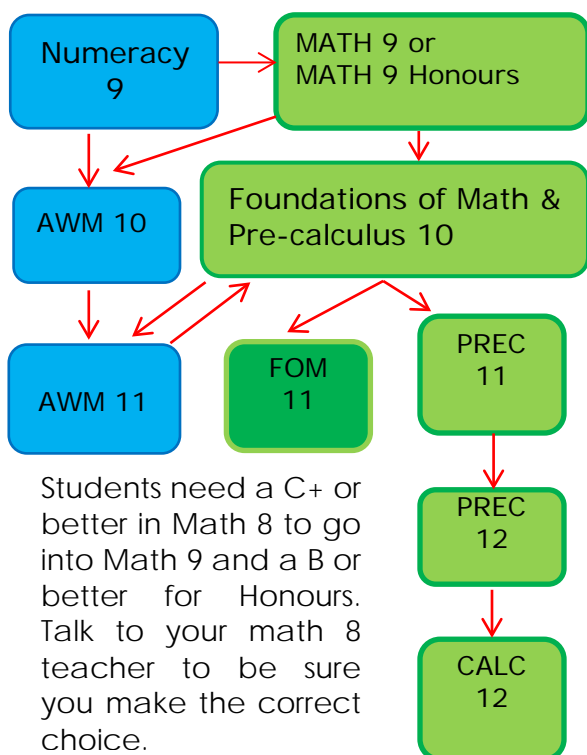 Numeracy
9
MATH 9 or
MATH 9 Honours
AWM 10
Foundations of Math &
Pre-calculus 10
AWM 11
FOM
11
PREC
11
Students need a C+ or
better in Math 8 to go
into Math 9 and a B or
better for Honours.
Talk to your math 8
teacher to be sure
you make the correct
choice.
PREC
12
CALC
12